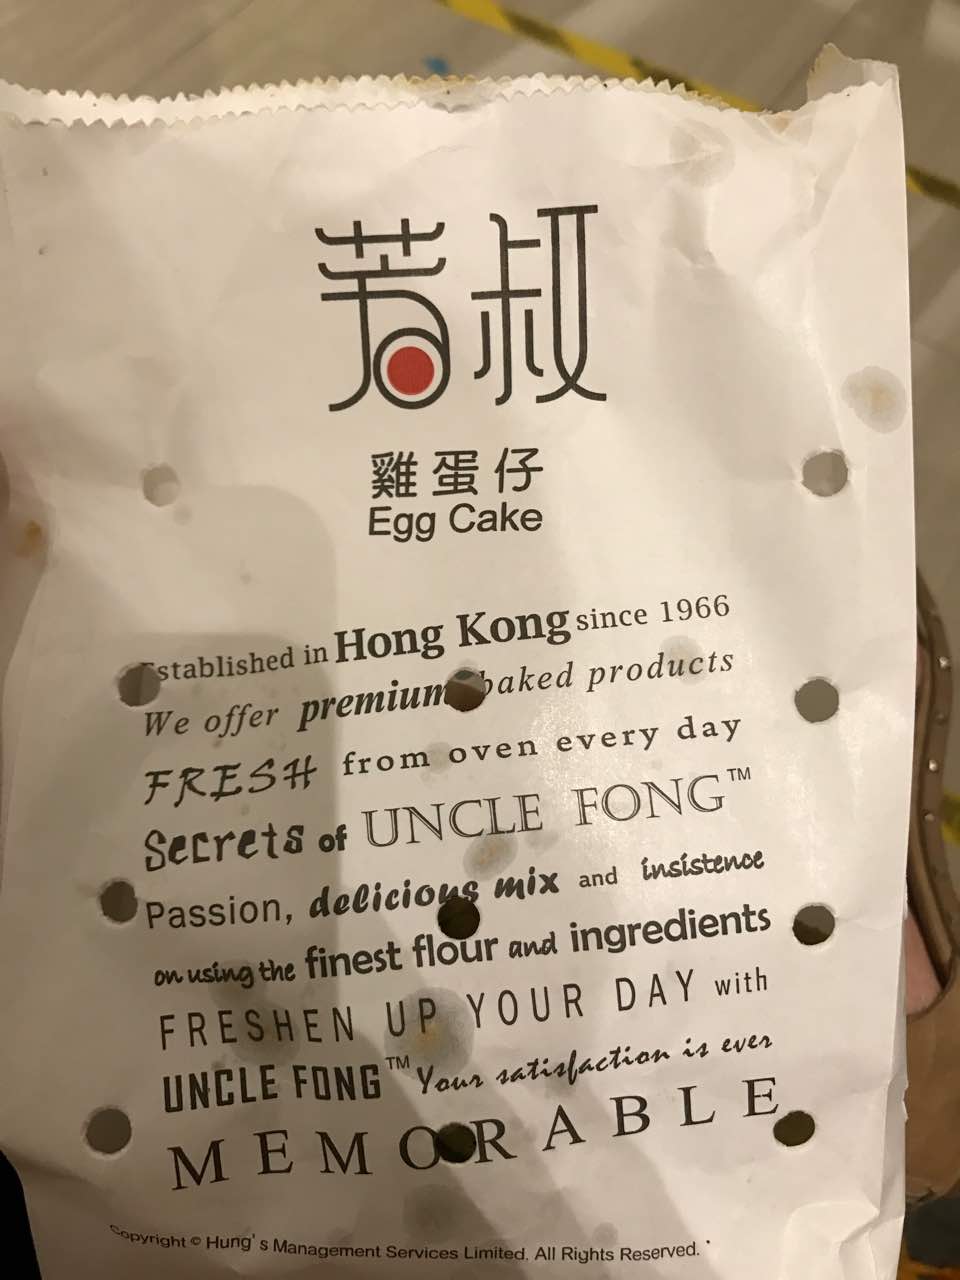 芳叔
雞蛋仔
Egg Cake
Established in Hong Kong since 1966
We offer premium baked products
FRESH from oven every day
Secrets of UNCLE FONG™
Passion, delicious mix and insistence
on using the finest flour and ingredients
FRESHEN UP YOUR DAY with
UNCLE FONG™ Your satisfaction is ever
MEMORABLE
Copyright © Hung's Management Services Limited. All Rights Reserved.